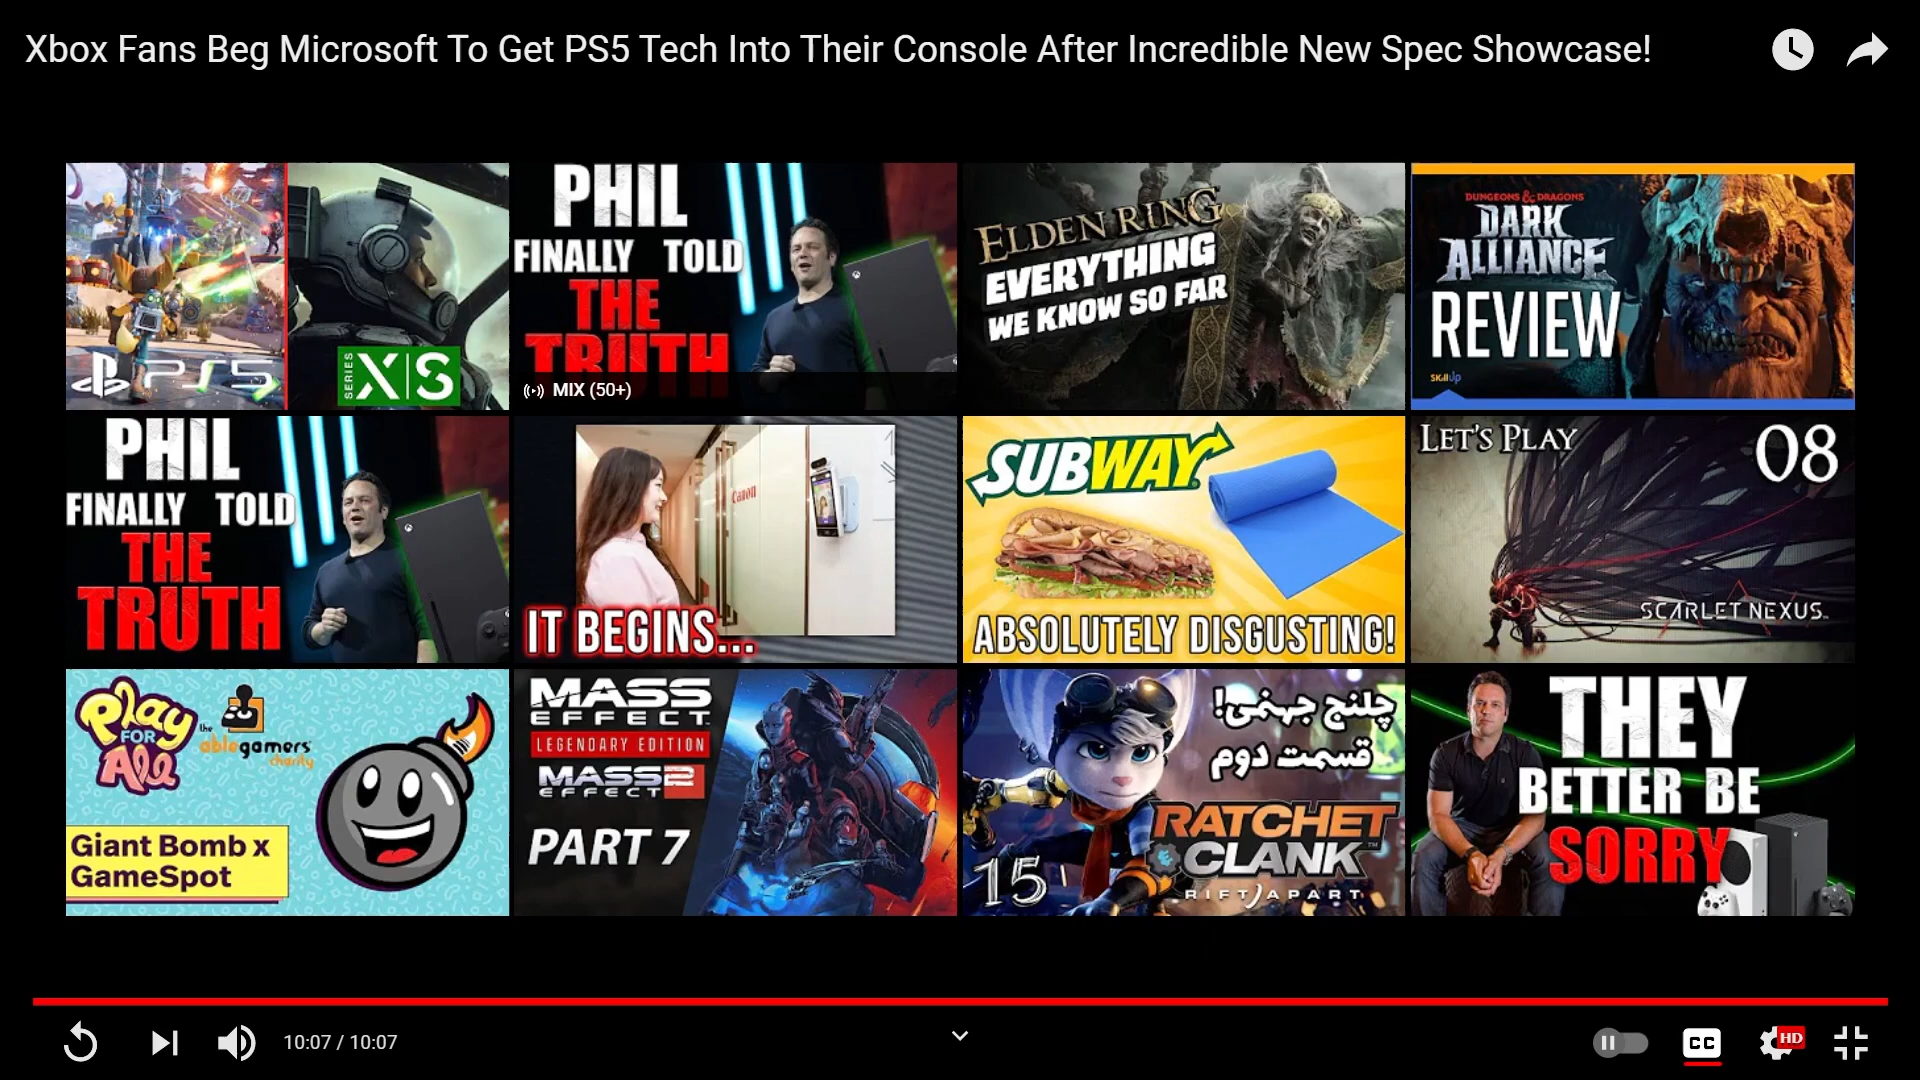 Xbox Fans Beg Microsoft To Get PS5 Tech Into Their Console After Incredible New Spec Showcase!
PS5
SERIES X|S
PHIL
FINALLY TOLD
THE
TRUTH
MIX (50+)
ELDEN RING
EVERYTHING
WE KNOW SO FAR
DUNGEONS & DRAGONS
DARK
ALLIANCE
REVIEW
SkillUp
PHIL
FINALLY TOLD
THE
TRUTH
Canon
IT BEGINS...
SUBWAY
ABSOLUTELY DISGUSTING!
LET'S PLAY
08
SCARLET NEXUS
Play
FOR
All
the
ablegamers
charity
Giant Bomb x
GameSpot
MASS
EFFECT
LEGENDARY EDITION
MASS 2
EFFECT
PART 7
چلنج جهنمی!
قسمت دوم
RATCHET
CLANK
RIFT APART
15
THEY
BETTER BE
SORRY
10:07 / 10:07
CC
HD